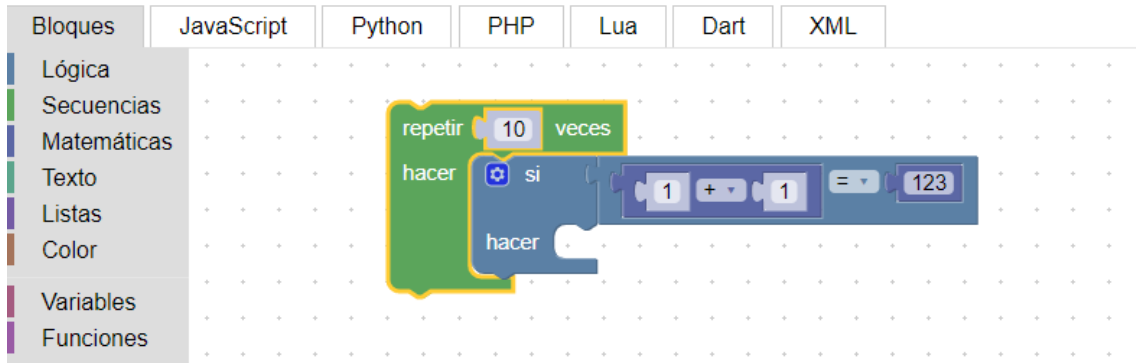 Bloques JavaScript Python PHP Lua Dart XML
Lógica
Secuencias
Matemáticas
Texto
Listas
Color
Variables
Funciones
repetir 10 veces
hacer si 1 + 1 = 123
hacer